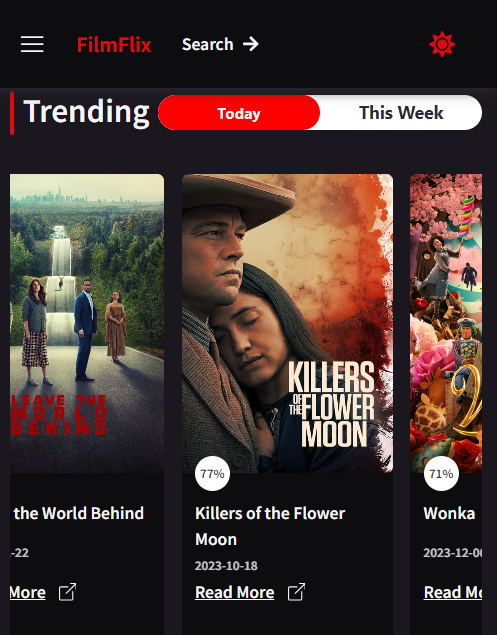 FilmFlix
Search
Trending
Today
This Week
LEAVE THE
WORLD
BEHIND
KILLERS
OF THE FLOWER
MOON
2
77%
71%
the World Behind
Killers of the Flower
Moon
Wonka
-22
2023-10-18
2023-12-0
More
Read More
Read Mo